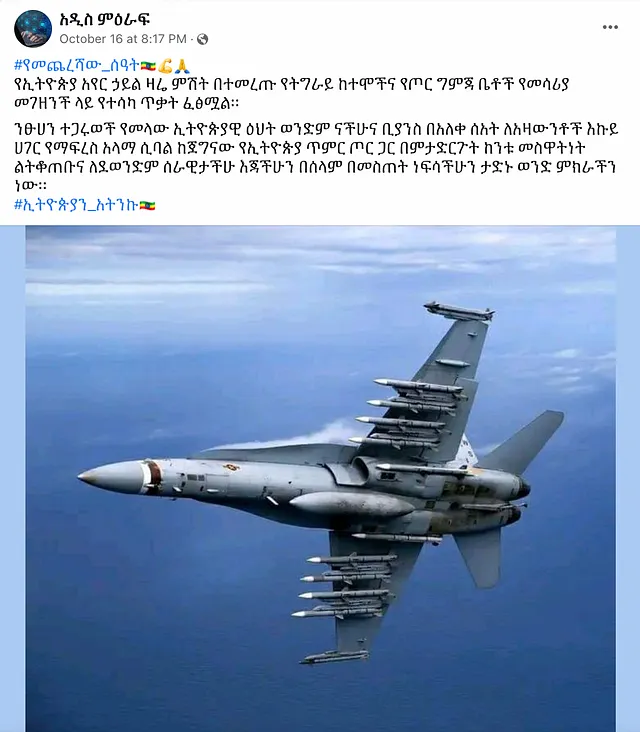 አዲስ ምዕራፍ
October 16 at 8:17 PM ·
#የመጨረሻው_ሰዓት🇪🇹💪🙏
የኢትዮጵያ አየር ኃይል ዛሬ ምሽት በተመረጡ የትግራይ ከተሞችና የጦር ግምጃ ቤቶች የመሳሪያ
መገዘንች ላይ የተሳካ ጥቃት ፈፅሟል።
ንፁሀን ተጋሩወች የመላው ኢትዮጵያዊ ዕህት ወንድም ናችሁና ቢያንስ በአለቀ ሰአት ለአዛውንቶች እኩይ
ሀገር የማፍረስ አላማ ሲባል ከጀግናው የኢትዮጵያ ጥምር ጦር ጋር በምታድርጉት ከንቱ መስዋትነት
ልትቆጠቡና ለደወንድም ሰራዊታችሁ እጃችሁን በሰላም በመስጠት ነፍሳችሁን ታድኑ ወንድ ምክራችን
ነው።
#ኢትዮጵያን_አትንኩ🇪🇹